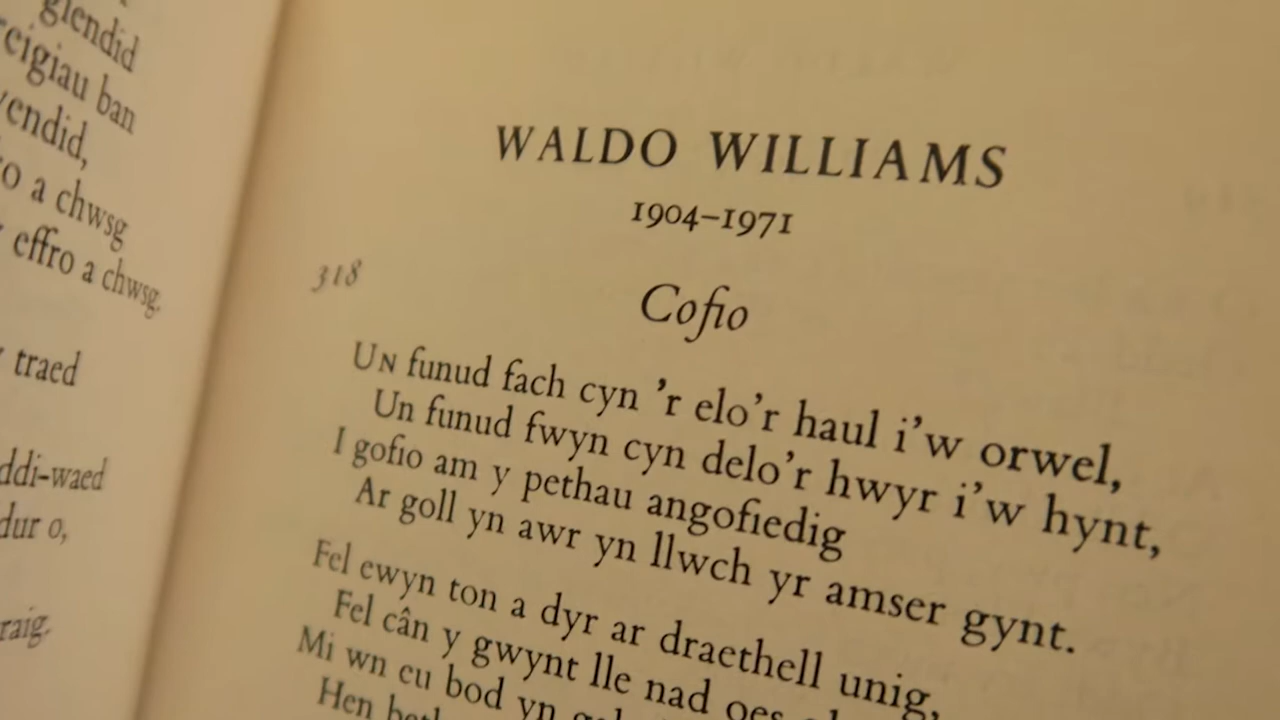 glendid
reigiau ban
wendid,
o a chwsg
effro a chwsg.
traed
ddi-waed
dur o,
raig.
WALDO WILLIAMS
1904–1971
318
Cofio
UN funud fach cyn 'r elo'r haul i'w orwel,
Un funud fwyn cyn delo'r hwyr i'w hynt,
I gofio am y pethau angofiedig
Ar goll yn awr yn llwch yr amser gynt.
Fel ewyn ton a dyr ar draethell unig,
Fel cân y gwynt lle nad oes
Mi wn eu bod yn
Hen